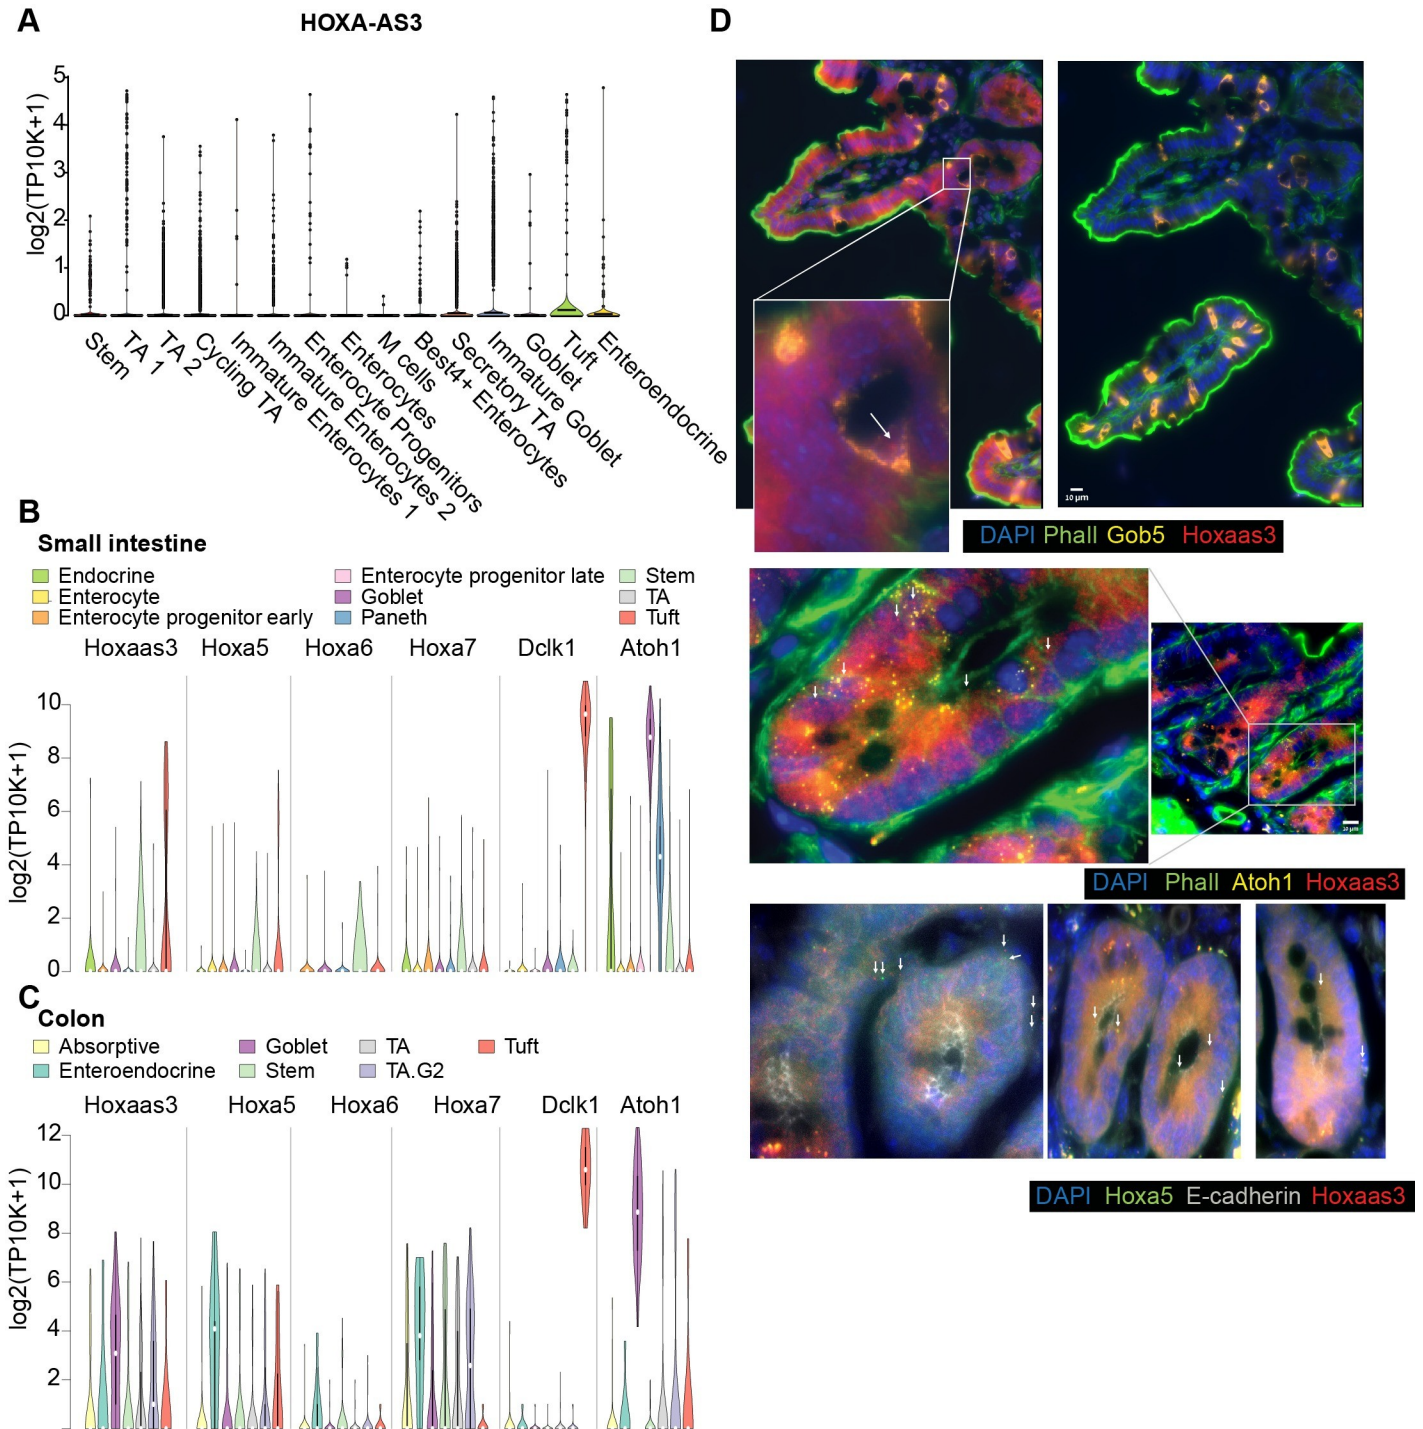 A
HOXA-AS3
log2(TP10K+1)
5
4
3
2
1
0
Stem
TA 1
TA 2
Cycling TA
Immature Enterocytes 1
Immature Enterocytes 2
Enterocyte Progenitors
Enterocytes
M cells
Best4+ Enterocytes
Secretory TA
Immature Goblet
Goblet
Tuft
Enteroendocrine
B
Small intestine
Endocrine
Enterocyte
Enterocyte progenitor early
Enterocyte progenitor late
Goblet
Paneth
Stem
TA
Tuft
Hoxaas3 Hoxa5 Hoxa6 Hoxa7 Dclk1 Atoh1
log2(TP10K+1)
10
8
6
4
2
0
C
Colon
Absorptive
Enteroendocrine
Goblet
Stem
TA
TA.G2
Tuft
Hoxaas3 Hoxa5 Hoxa6 Hoxa7 Dclk1 Atoh1
log2(TP10K+1)
12
10
8
6
4
2
D
10 µm
DAPI Phall Gob5 Hoxaas3
10 µm
DAPI Phall Atoh1 Hoxaas3
DAPI Hoxa5 E-cadherin Hoxaas3